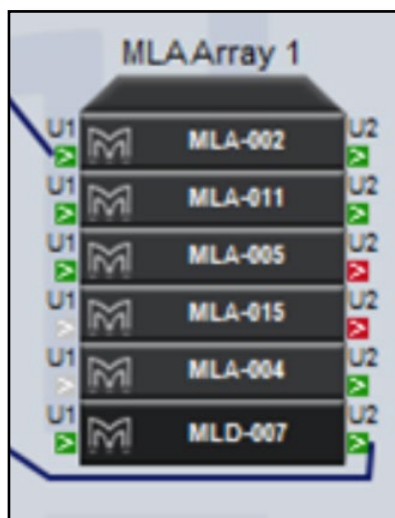 MLA Array 1
U1 MLA-002 U2
U1 MLA-011 U2
U1 MLA-005 U2
U1 MLA-015 U2
U1 MLA-004 U2
U1 MLD-007 U2